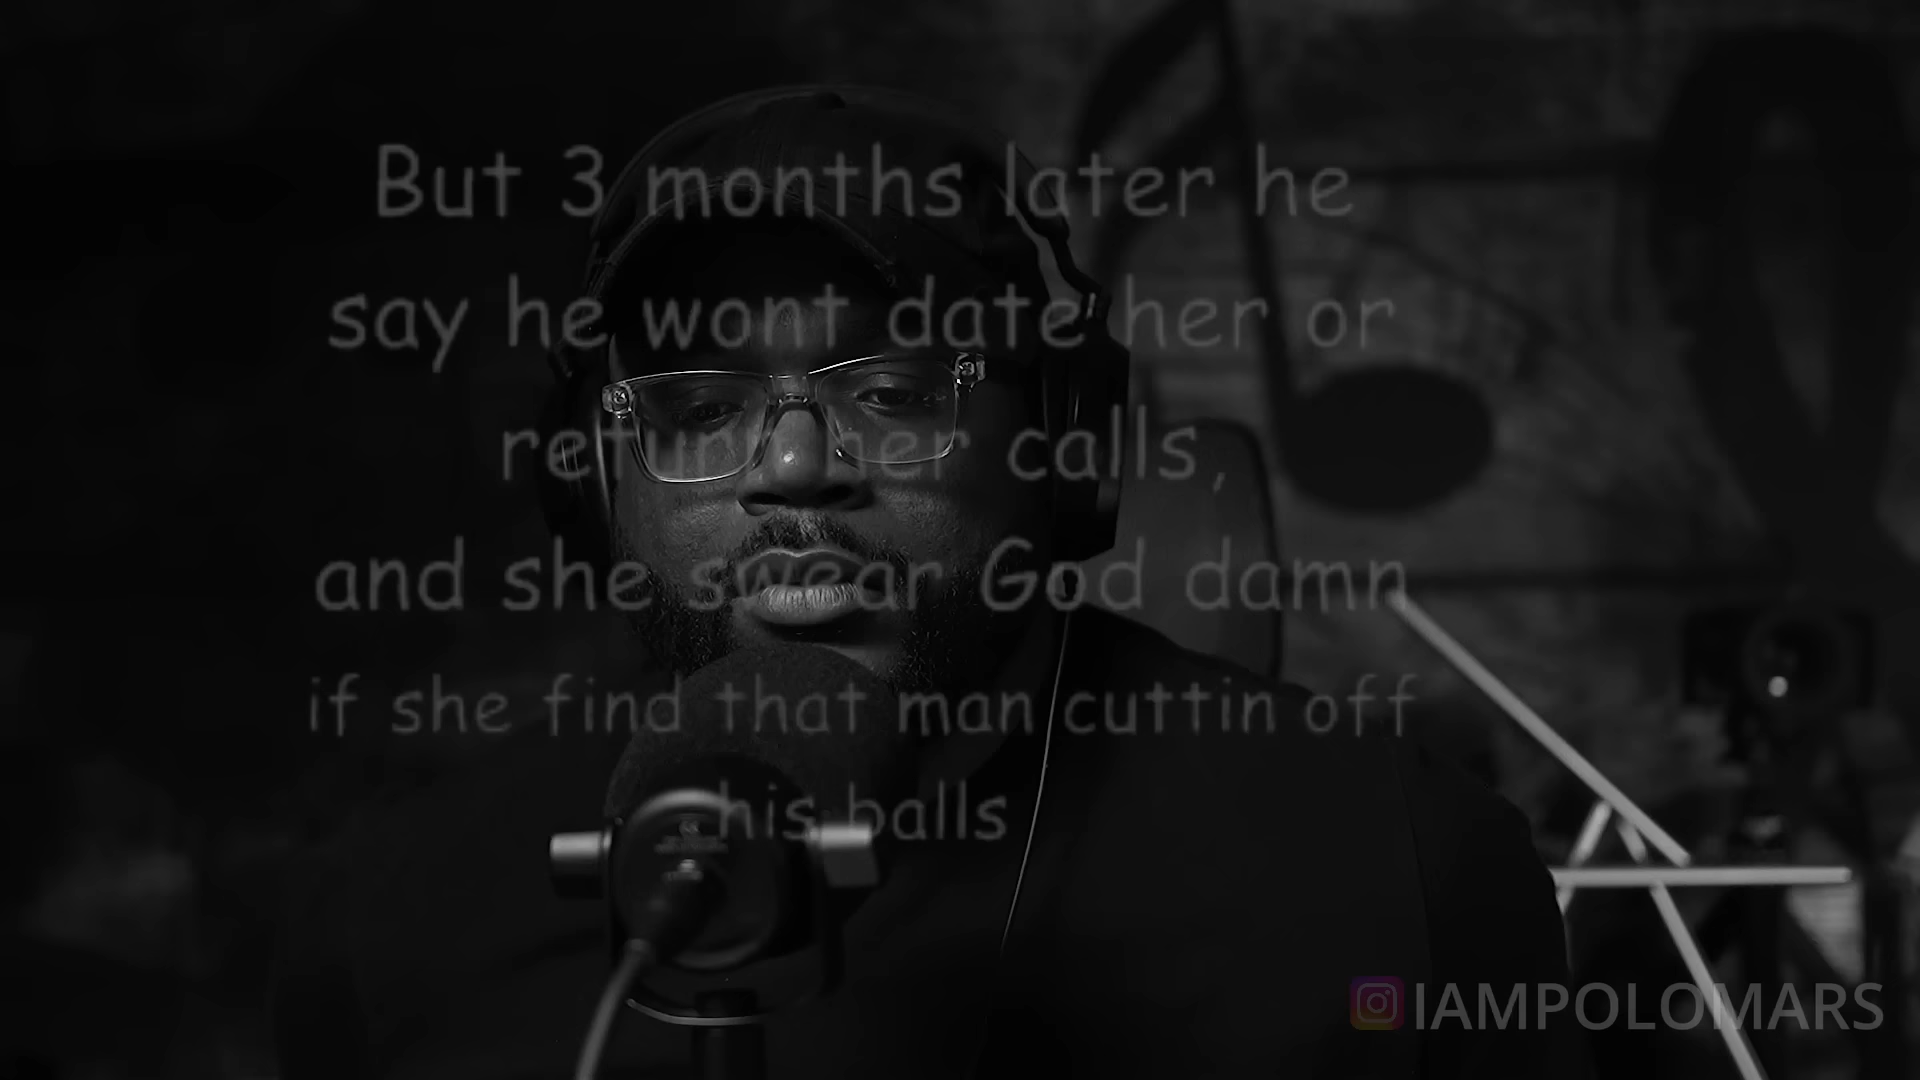 But 3 months later he
say he wont date her or
return her calls,
and she swear God damn
if she find that man cuttin off
his balls
IAMPOLOMARS